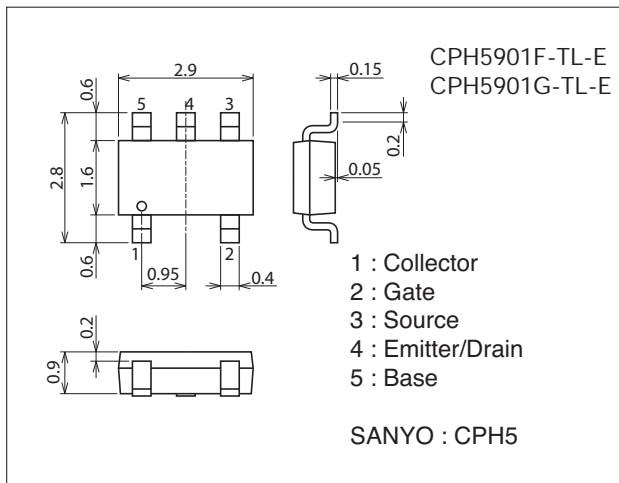 CPH5901F-TL-E
CPH5901G-TL-E
2.9
0.15
0.6
5
4
3
0.2
2.8
1.6
0.05
0.6
1
2
0.95
0.4
0.2
0.9
1 : Collector
2 : Gate
3 : Source
4 : Emitter/Drain
5 : Base
SANYO : CPH5